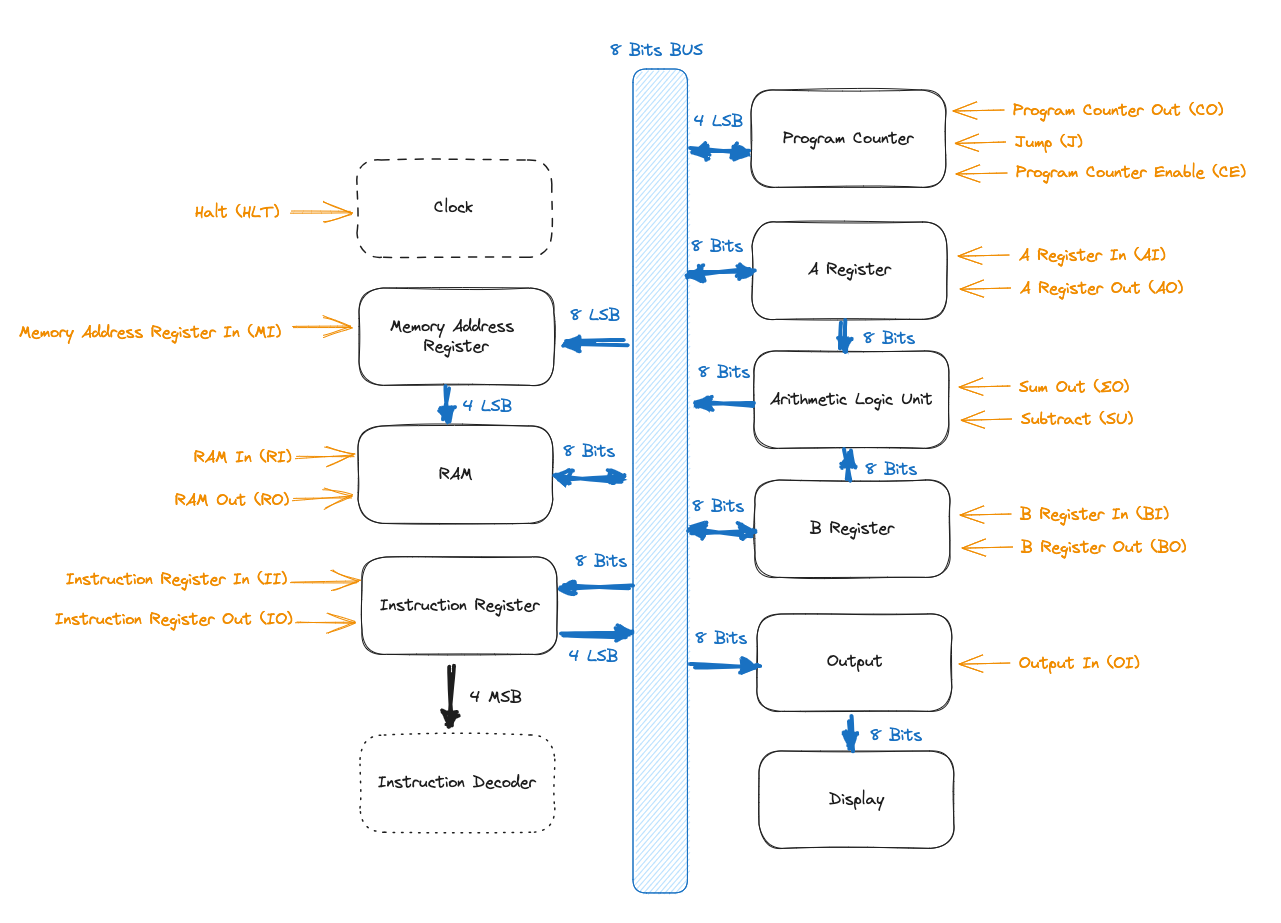 8 Bits BUS
4 LSB
Program Counter
Program Counter Out (CO)
Jump (J)
Program Counter Enable (CE)
Halt (HLT)
Clock
8 Bits
A Register
A Register In (AI)
A Register Out (AO)
Memory Address Register In (MI)
Memory Address
Register
8 LSB
8 Bits
8 Bits
Arithmetic Logic Unit
Sum Out (ΣO)
Subtract (SU)
4 LSB
RAM In (RI)
RAM Out (RO)
RAM
8 Bits
8 Bits
8 Bits
B Register
B Register In (BI)
B Register Out (BO)
Instruction Register In (II)
Instruction Register Out (IO)
Instruction Register
8 Bits
4 LSB
8 Bits
Output
Output In (OI)
4 MSB
8 Bits
Instruction Decoder
Display